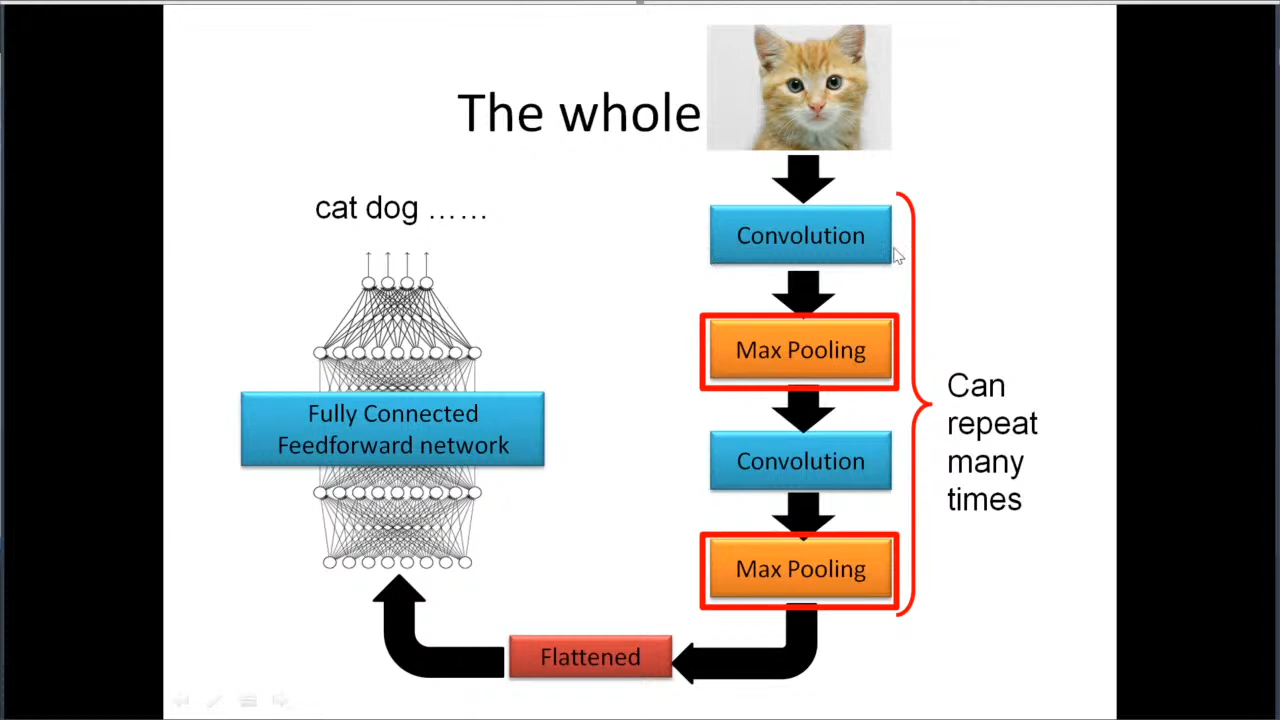 The whole
cat dog ……
Convolution
Max Pooling
Convolution
Max Pooling
Can
repeat
many
times
Flattened
Fully Connected
Feedforward network